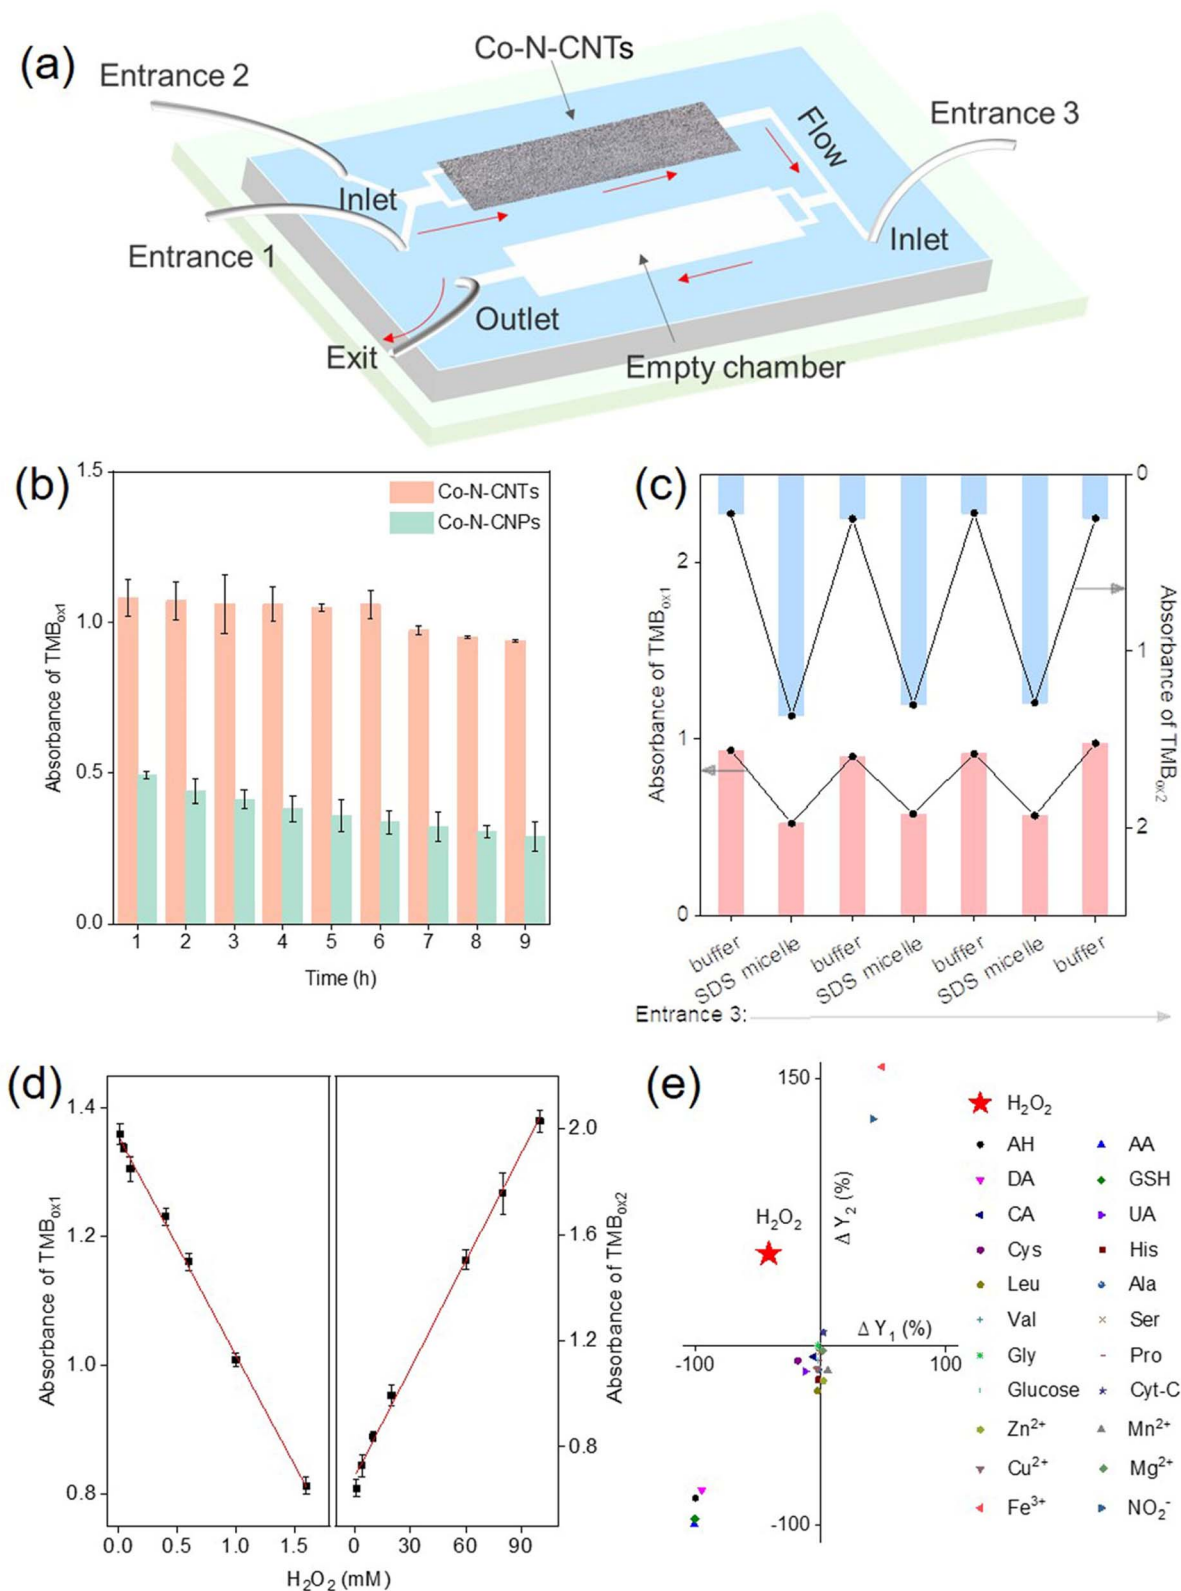 (a)
Co-N-CNTs
Entrance 2
Entrance 3
Flow
Inlet
Inlet
Entrance 1
Outlet
Exit
Empty chamber
(b)
1.5
Co-N-CNTs
Co-N-CNPs
1.0
0.5
0.0
Absorbance of TMBox1
1 2 3 4 5 6 7 8 9
Time (h)
(c)
0
1
2
Absorbance of TMBox2
2
1
0
Absorbance of TMBox1
buffer
SDS micelle
buffer
SDS micelle
buffer
SDS micelle
buffer
Entrance 3:
(d)
1.4
1.2
1.0
0.8
Absorbance of TMBox1
0.0 0.5 1.0 1.5
2.0
1.6
1.2
0.8
Absorbance of TMBox2
0 30 60 90
H2O2 (mM)
(e)
150
ΔY2 (%)
H2O2
ΔY1 (%)
-100
100
-100
H2O2
AH AA
DA GSH
CA UA
Cys His
Leu Ala
Val Ser
Gly Pro
Glucose Cyt-C
Zn2+ Mn2+
Cu2+ Mg2+
Fe3+ NO2-